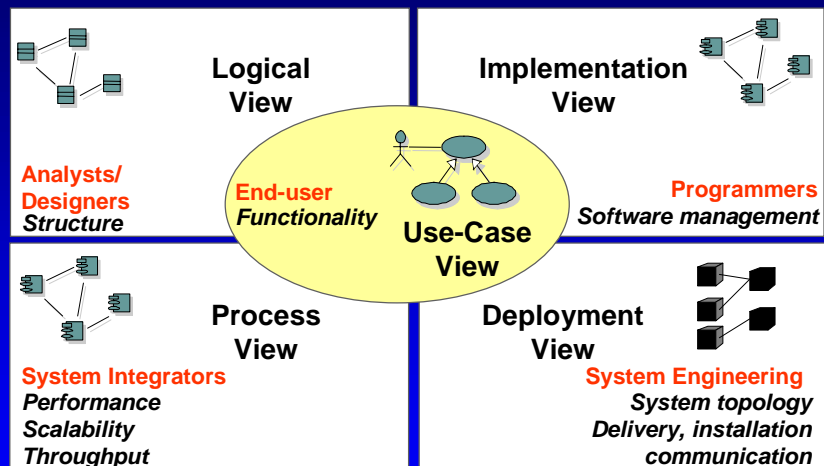 Logical
View
Analysts/
Designers
Structure
Implementation
View
Programmers
Software management
End-user
Functionality
Use-Case
View
Process
View
System Integrators
Performance
Scalability
Throughput
Deployment
View
System Engineering
System topology
Delivery, installation
communication